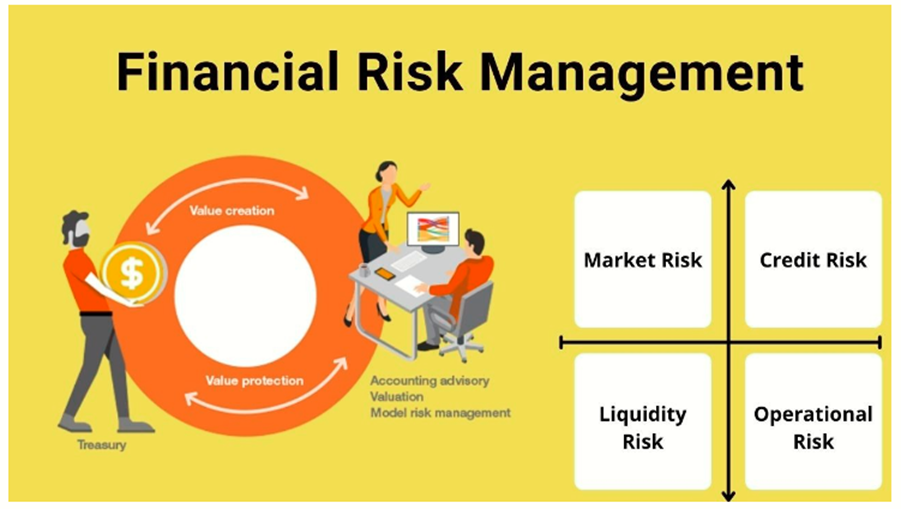 Financial Risk Management
Value creation
$
Value protection
Treasury
Accounting advisory
Valuation
Model risk management
Market Risk
Credit Risk
Liquidity
Risk
Operational
Risk